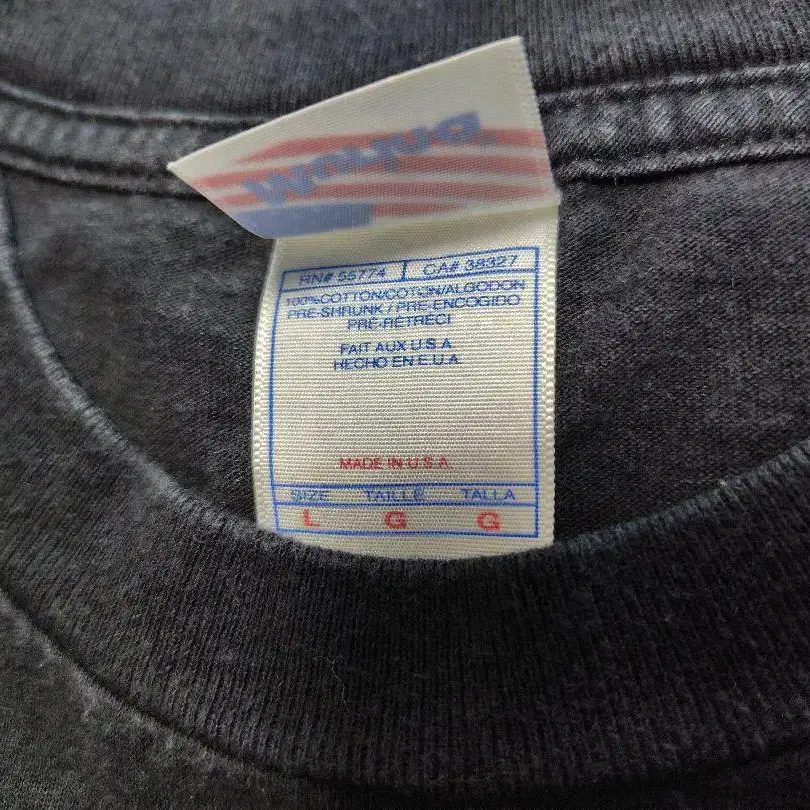 RN# 55774 CA# 38327
100%COTTON/COTON/ALGODON
PRE-SHRUNK / PRE-ENCOGIDO
PRE-RETRECI
FAIT AUX U.S.A.
HECHO EN E.U.A.
MADE IN U.S.A.
SIZE TAILLE TALLA
L G G